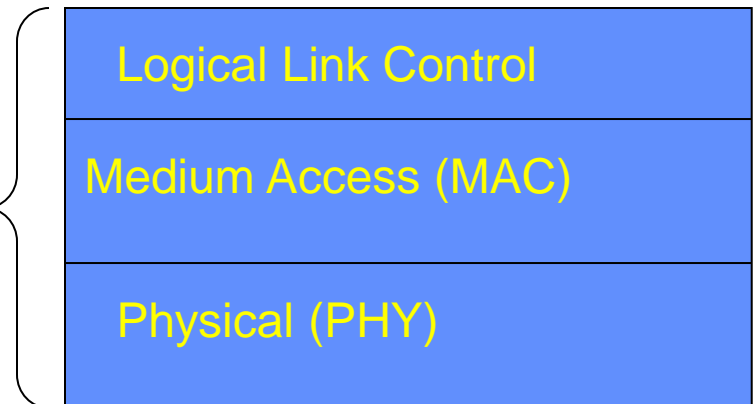 Logical Link Control
Medium Access (MAC)
Physical (PHY)